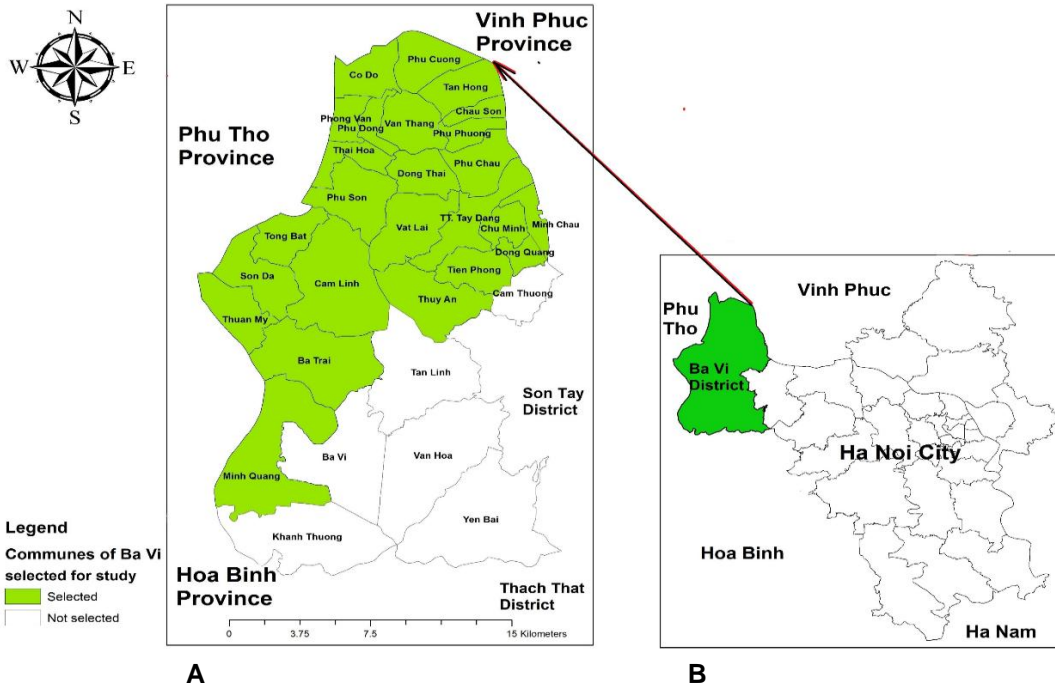 N
W E
S
Vinh Phuc
Province
Phu Tho
Province
Co Do
Phu Cuong
Tan Hong
Chau Son
Phong Van
Phu Dong
Van Thang
Phu Phuong
Thai Hoa
Dong Thai
Phu Chau
Phu Son
Vat Lai
TT. Tay Dang
Chu Minh
Minh Chau
Tong Bat
Dong Quang
Son Da
Cam Linh
Tien Phong
Cam Thuong
Thuy An
Thuan My
Ba Trai
Tan Linh
Son Tay
District
Ba Vi
Van Hoa
Minh Quang
Yen Bai
Khanh Thuong
Hoa Binh
Province
Thach That
District
0 3.75 7.5 15 Kilometers
Legend
Communes of Ba Vi
selected for study
Selected
Not selected
A
Vinh Phuc
Phu
Tho
Ba Vi
District
Ha Noi City
Hoa Binh
Ha Nam
B